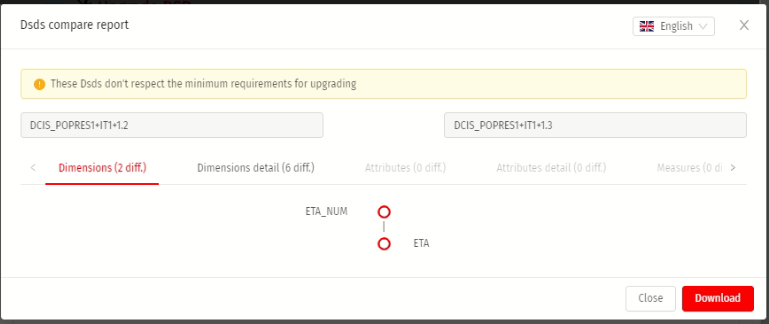 Dsds compare report
English
These Dsds don't respect the minimum requirements for upgrading
DCIS_POPRES1+IT1+1.2
DCIS_POPRES1+IT1+1.3
Dimensions (2 diff.)
Dimensions detail (6 diff.)
Attributes (0 diff.)
Attributes detail (0 diff.)
Measures (0 di
ETA_NUM
ETA
Close
Download